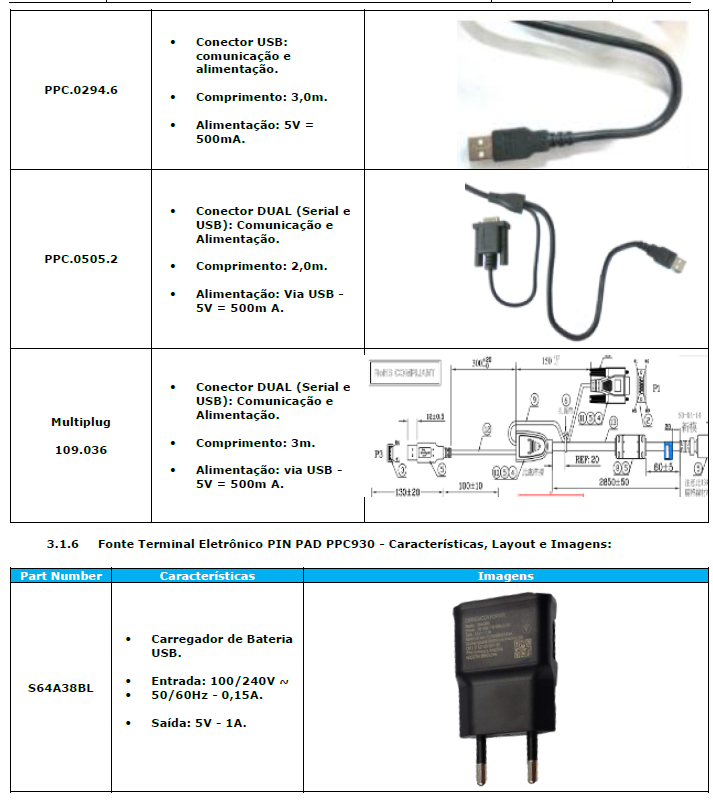 PPC.0294.6
• Conector USB:
comunicação e
alimentação.
• Comprimento: 3,0m.
• Alimentação: 5V =
500mA.
PPC.0505.2
• Conector DUAL (Serial e
USB): Comunicação e
Alimentação.
• Comprimento: 2,0m.
• Alimentação: Via USB -
5V = 500m A.
Multiplug
109.036
• Conector DUAL (Serial e
USB): Comunicação e
Alimentação.
• Comprimento: 3m.
• Alimentação: via USB -
5V = 500m A.
RoHS COMPLIANT
300
150
P1
10±0.5
P3
REF:20
60±5
2850±50
130±20
100±10
3.1.6 Fonte Terminal Eletrônico PIN PAD PPC930 - Características, Layout e Imagens:
Part Number Características Imagens
S64A38BL
• Carregador de Bateria
USB.
• Entrada: 100/240V ~
• 50/60Hz - 0,15A.
• Saída: 5V - 1A.